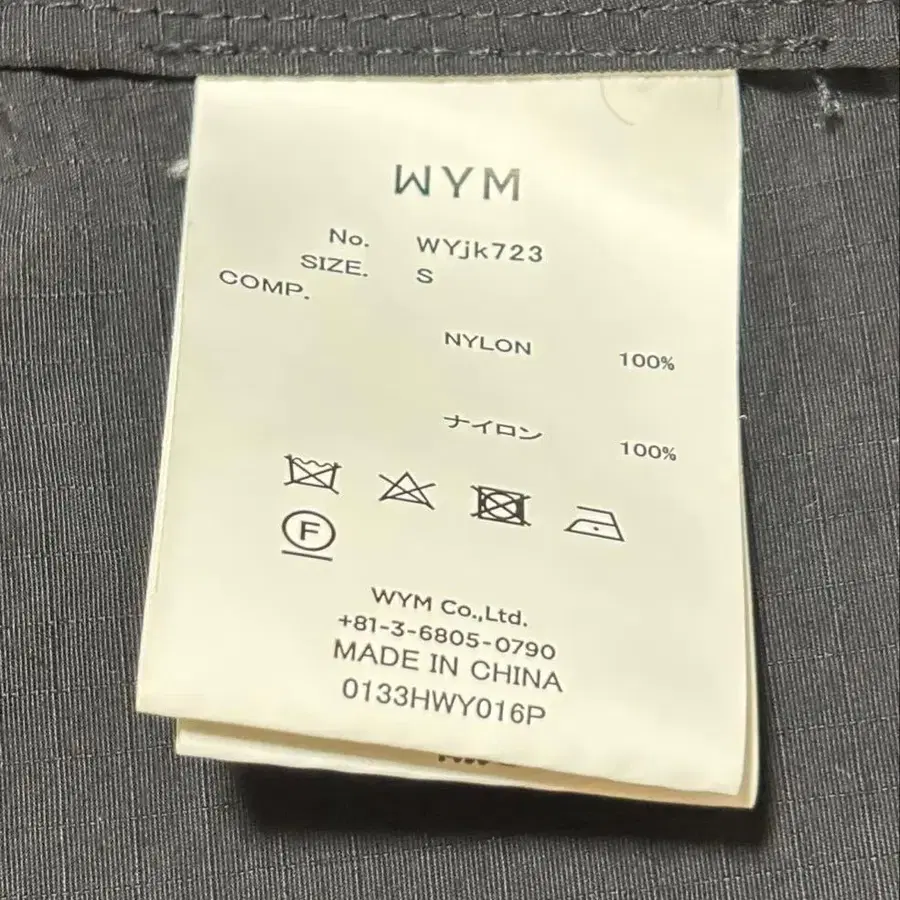 WYM
No. WYjk723
SIZE. S
COMP.
NYLON 100%
ナイロン 100%
F
WYM Co.,Ltd.
+81-3-6805-0790
MADE IN CHINA
0133HWY016P